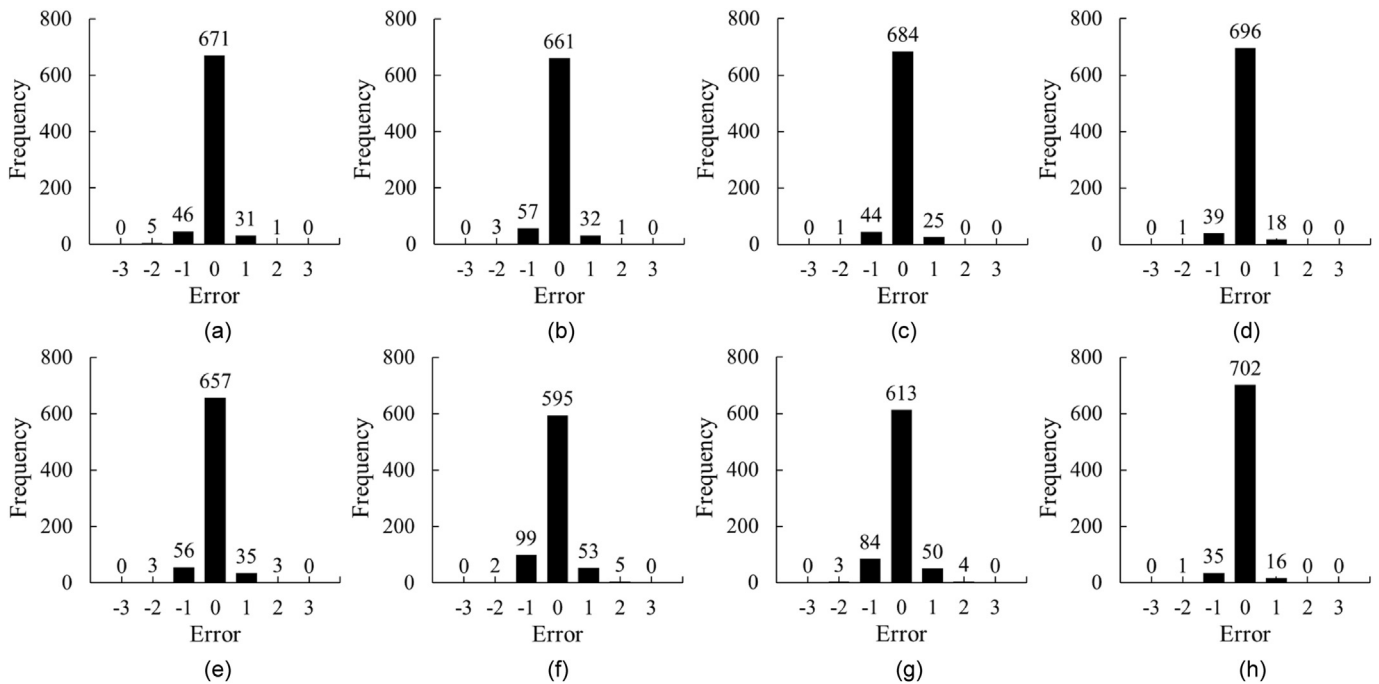 800
671
600
Frequency
400
200
0 5 46 31 1 0
0
-3 -2 -1 0 1 2 3
Error
(a)
800
661
600
Frequency
400
200
0 3 57 32 1 0
0
-3 -2 -1 0 1 2 3
Error
(b)
800
684
600
Frequency
400
200
0 1 44 25 0 0
0
-3 -2 -1 0 1 2 3
Error
(c)
800
696
600
Frequency
400
200
0 1 39 18 0 0
0
-3 -2 -1 0 1 2 3
Error
(d)
800
657
600
Frequency
400
200
0 3 56 35 3 0
0
-3 -2 -1 0 1 2 3
Error
(e)
800
595
600
Frequency
400
200
0 2 99 53 5 0
0
-3 -2 -1 0 1 2 3
Error
(f)
800
613
600
Frequency
400
200
0 3 84 50 4 0
0
-3 -2 -1 0 1 2 3
Error
(g)
800
702
600
Frequency
400
200
0 1 35 16 0 0
0
-3 -2 -1 0 1 2 3
Error
(h)